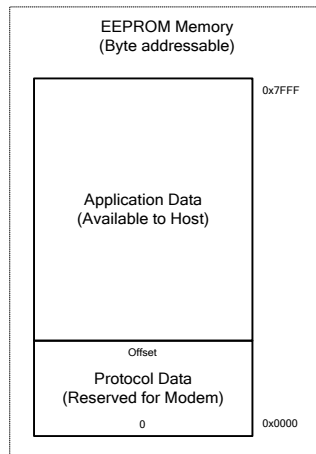 EEPROM Memory
(Byte addressable)
0x7FFF
Application Data
(Available to Host)
Offset
Protocol Data
(Reserved for Modem)
0
0x0000